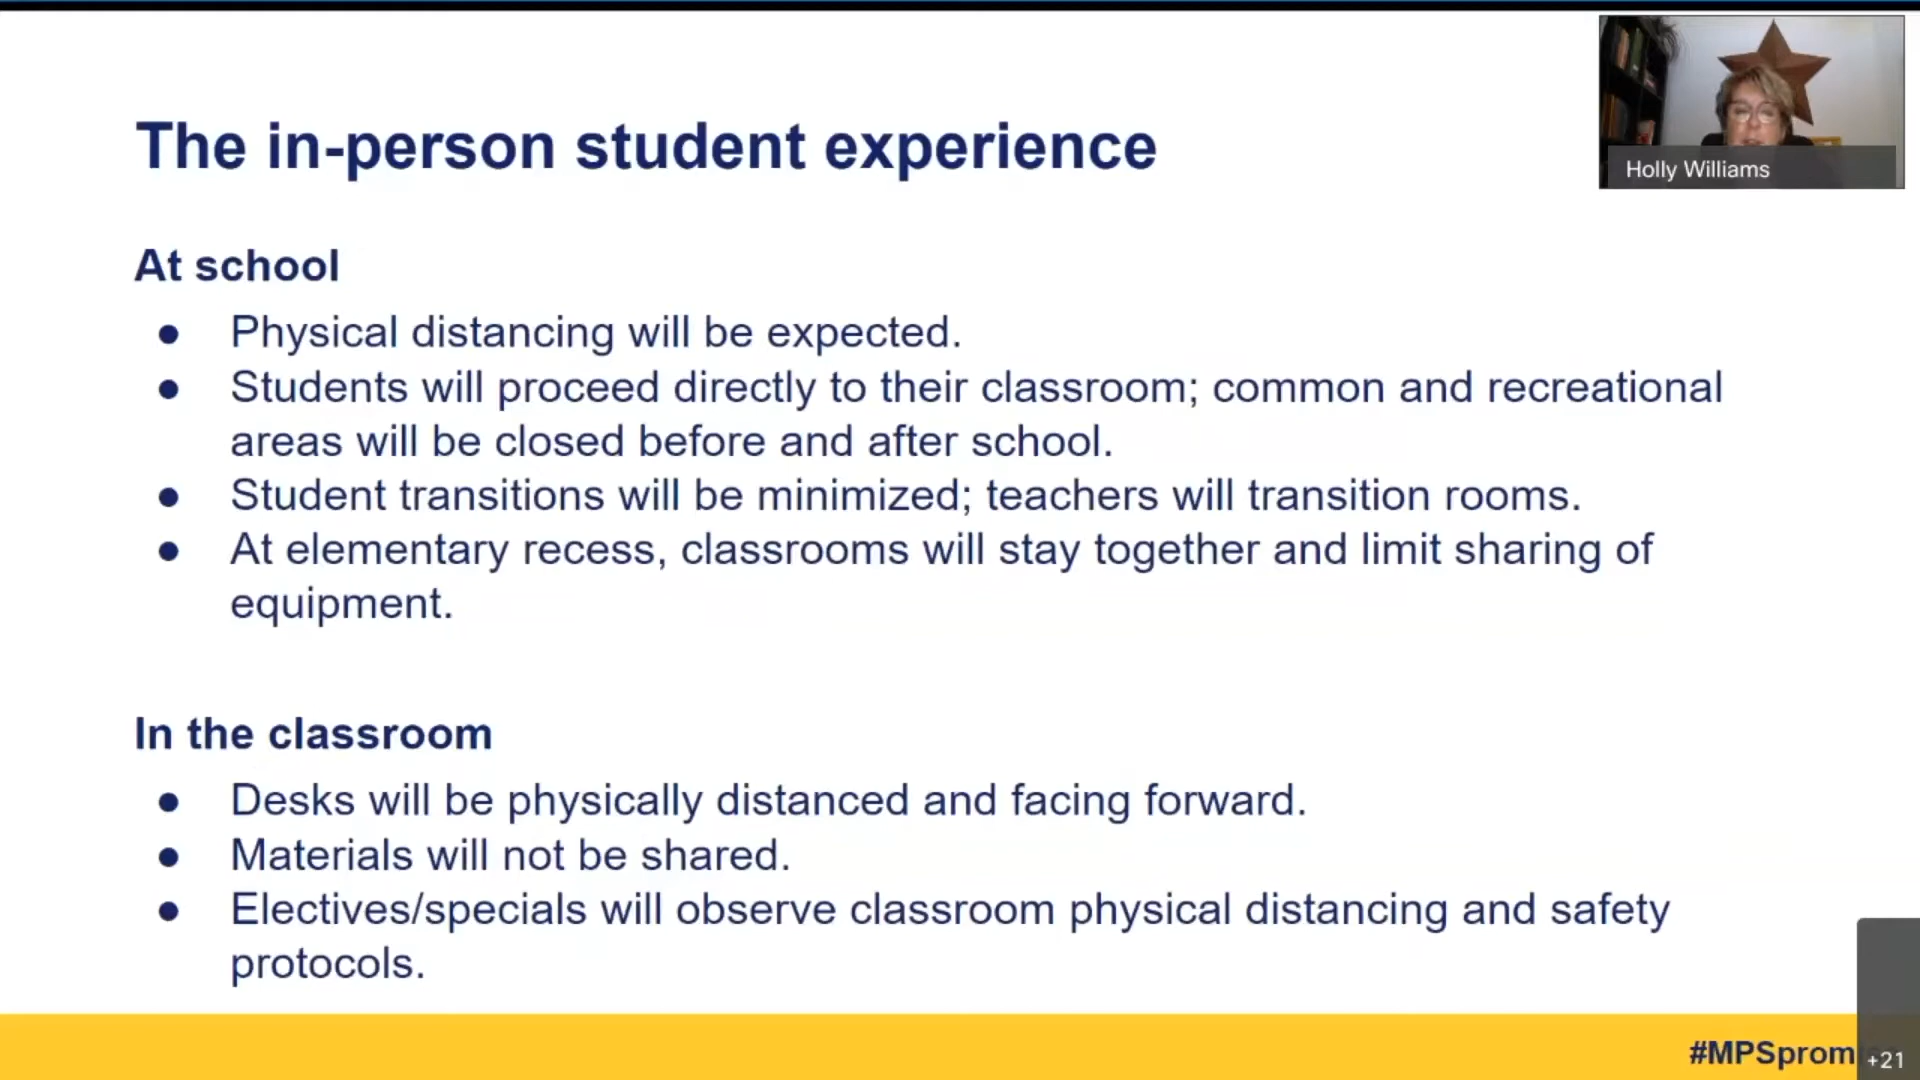 The in-person student experience
Holly Williams
At school
● Physical distancing will be expected.
● Students will proceed directly to their classroom; common and recreational
areas will be closed before and after school.
● Student transitions will be minimized; teachers will transition rooms.
● At elementary recess, classrooms will stay together and limit sharing of
equipment.
In the classroom
● Desks will be physically distanced and facing forward.
● Materials will not be shared.
● Electives/specials will observe classroom physical distancing and safety
protocols.
#MPSprom
+21